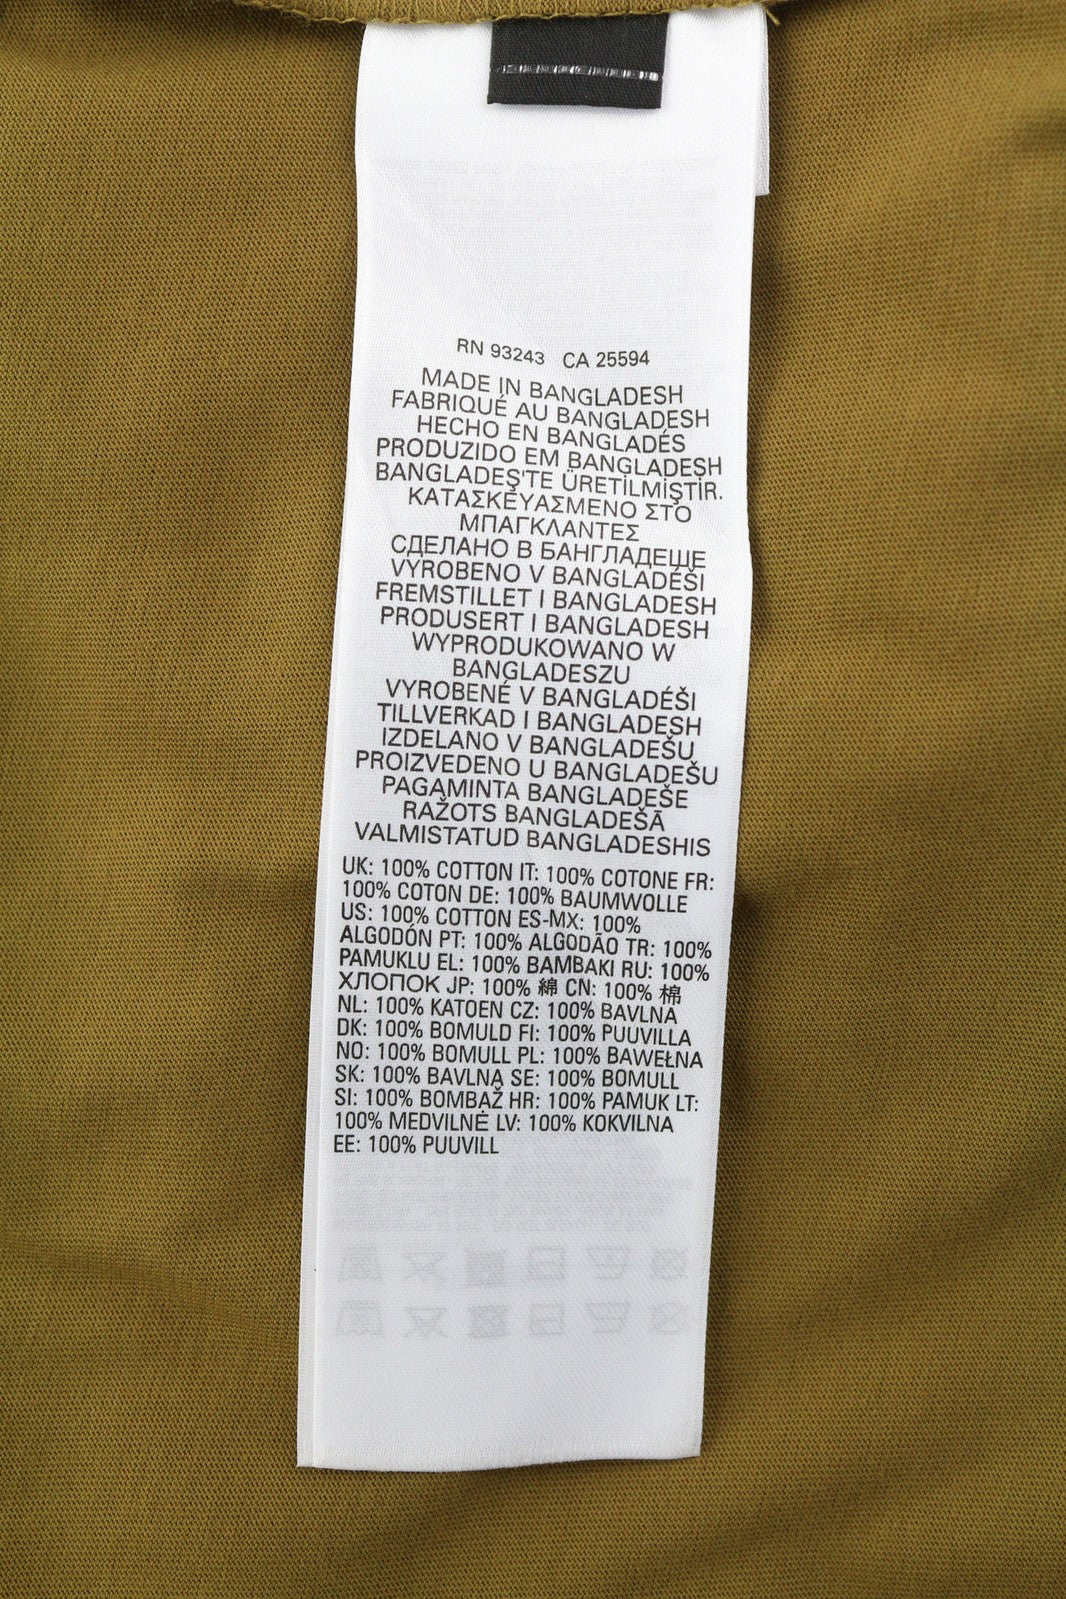 RN 93243 CA 25594
MADE IN BANGLADESH
FABRIQUÉ AU BANGLADESH
HECHO EN BANGLADÉS
PRODUZIDO EM BANGLADESH
BANGLADEŞ'TE ÜRETİLMİŞTİR.
ΚΑΤΑΣΚΕΥΑΣΜΕΝΟ ΣΤΟ
ΜΠΑΓΚΛΑΝΤΕΣ
СДЕЛАНО В БАНГЛАДЕШЕ
VYROBENO V BANGLADÉŠI
FREMSTILLET I BANGLADESH
PRODUSERT I BANGLADESH
WYPRODUKOWANO W
BANGLADESZU
VYROBENÉ V BANGLADÉŠI
TILLVERKAD I BANGLADESH
IZDELANO V BANGLADEŠU
PROIZVEDENO U BANGLADEŠU
PAGAMINTA BANGLADEŠE
RAŽOTS BANGLADEŠĀ
VALMISTATUD BANGLADESHIS
UK: 100% COTTON IT: 100% COTONE FR:
100% COTON DE: 100% BAUMWOLLE
US: 100% COTTON ES-MX: 100%
ALGODÓN PT: 100% ALGODÃO TR: 100%
PAMUKLU EL: 100% ΒΑΜΒΑΚΙ RU: 100%
ХЛОПОК JP: 100% 綿 CN: 100% 棉
NL: 100% KATOEN CZ: 100% BAVLNA
DK: 100% BOMULD FI: 100% PUUVILLA
NO: 100% BOMULL PL: 100% BAWEŁNA
SK: 100% BAVLNA SE: 100% BOMULL
SI: 100% BOMBAŽ HR: 100% PAMUK LT:
100% MEDVILNĖ LV: 100% KOKVILNA
EE: 100% PUUVILL